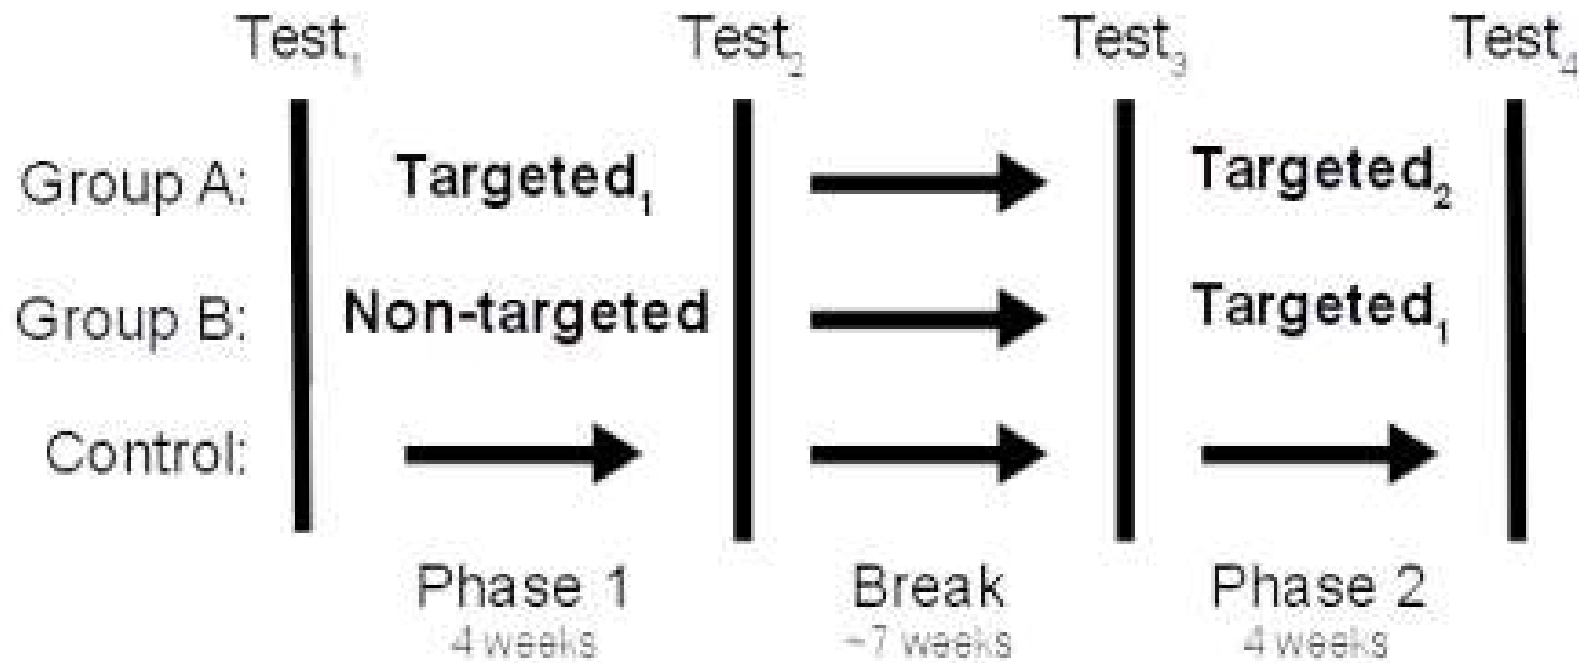 Test₁ Test₂ Test₃ Test₄
Group A: Targeted₁ Targeted₂
Group B: Non-targeted Targeted₁
Control:
Phase 1 Break Phase 2
4 weeks ~7 weeks 4 weeks